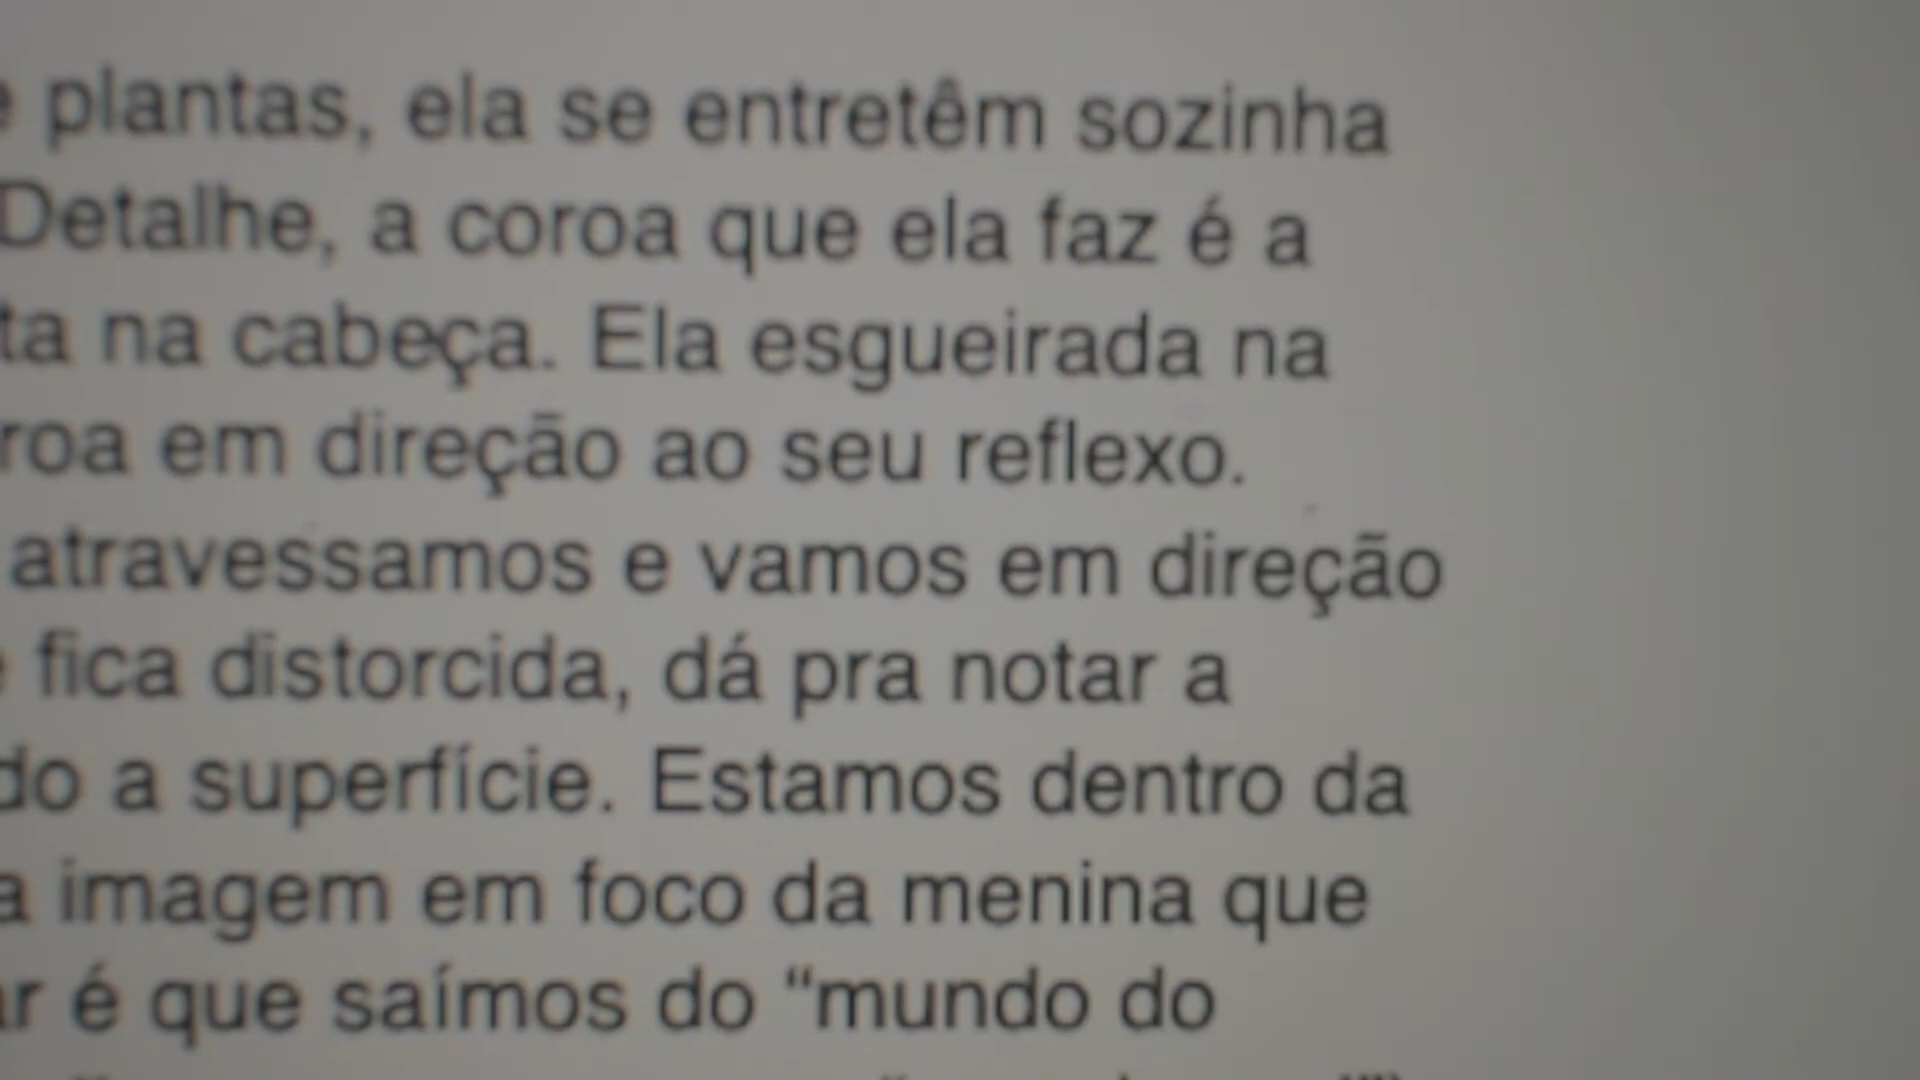 plantas, ela se entretêm sozinha
Detalhe, a coroa que ela faz é a
ta na cabeça. Ela esgueirada na
roa em direção ao seu reflexo.
atravessamos e vamos em direção
fica distorcida, dá pra notar a
do a superfície. Estamos dentro da
a imagem em foco da menina que
ar é que saímos do “mundo do